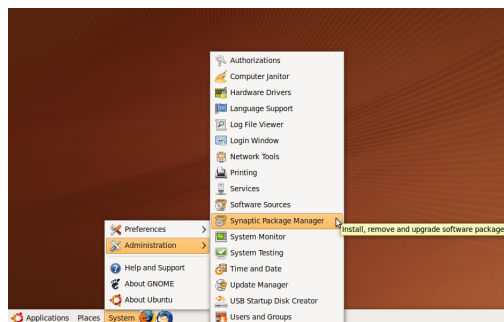 Authorizations
Computer Janitor
Hardware Drivers
Language Support
Log File Viewer
Login Window
Network Tools
Printing
Services
Software Sources
Synaptic Package Manager
System Monitor
System Testing
Time and Date
Update Manager
USB Startup Disk Creator
Users and Groups
Install, remove and upgrade software package
Preferences
Administration
Help and Support
About GNOME
About Ubuntu
Applications Places System